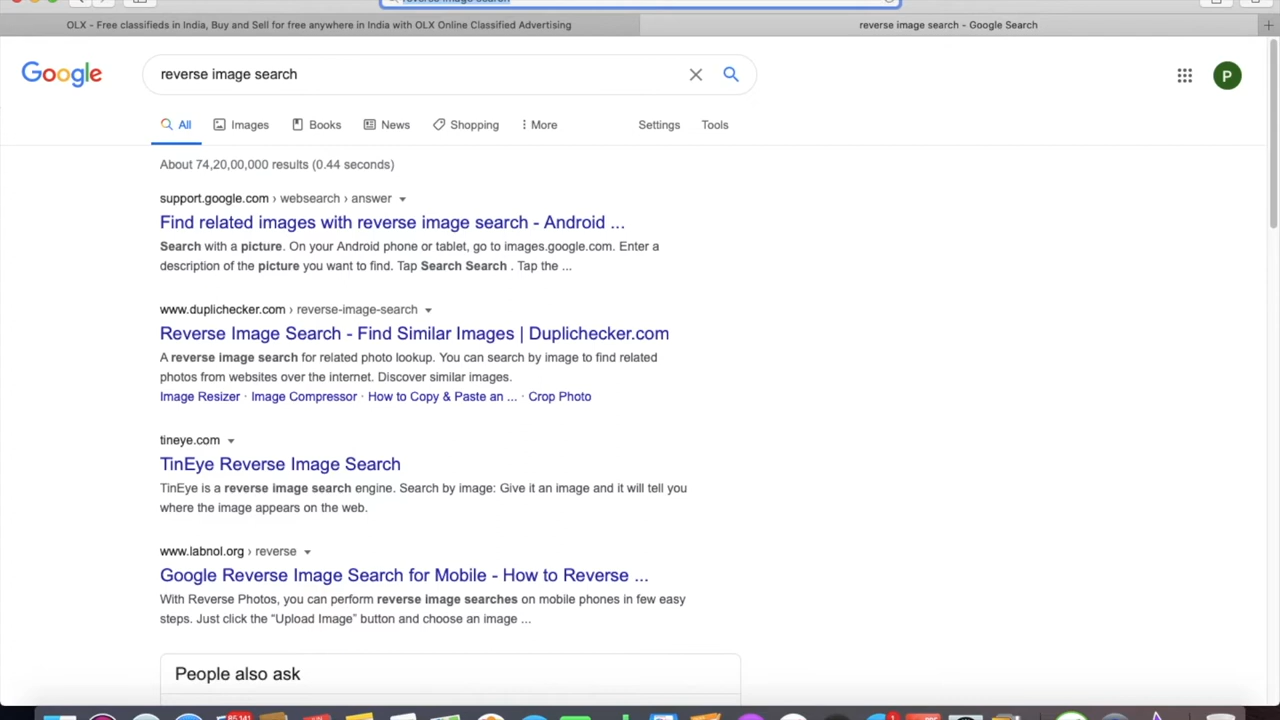 OLX - Free classifieds in India, Buy and Sell for free anywhere in India with OLX Online Classified Advertising
reverse image search - Google Search
Google
reverse image search
P
All
Images
Books
News
Shopping
More
Settings
Tools
About 74,20,00,000 results (0.44 seconds)
support.google.com › websearch › answer
Find related images with reverse image search - Android ...
Search with a picture. On your Android phone or tablet, go to images.google.com. Enter a
description of the picture you want to find. Tap Search Search . Tap the ...
www.duplichecker.com › reverse-image-search
Reverse Image Search - Find Similar Images | Duplichecker.com
A reverse image search for related photo lookup. You can search by image to find related
photos from websites over the internet. Discover similar images.
Image Resizer · Image Compressor · How to Copy & Paste an ... · Crop Photo
tineye.com
TinEye Reverse Image Search
TinEye is a reverse image search engine. Search by image: Give it an image and it will tell you
where the image appears on the web.
www.labnol.org › reverse
Google Reverse Image Search for Mobile - How to Reverse ...
With Reverse Photos, you can perform reverse image searches on mobile phones in few easy
steps. Just click the “Upload Image” button and choose an image ...
People also ask
85,141